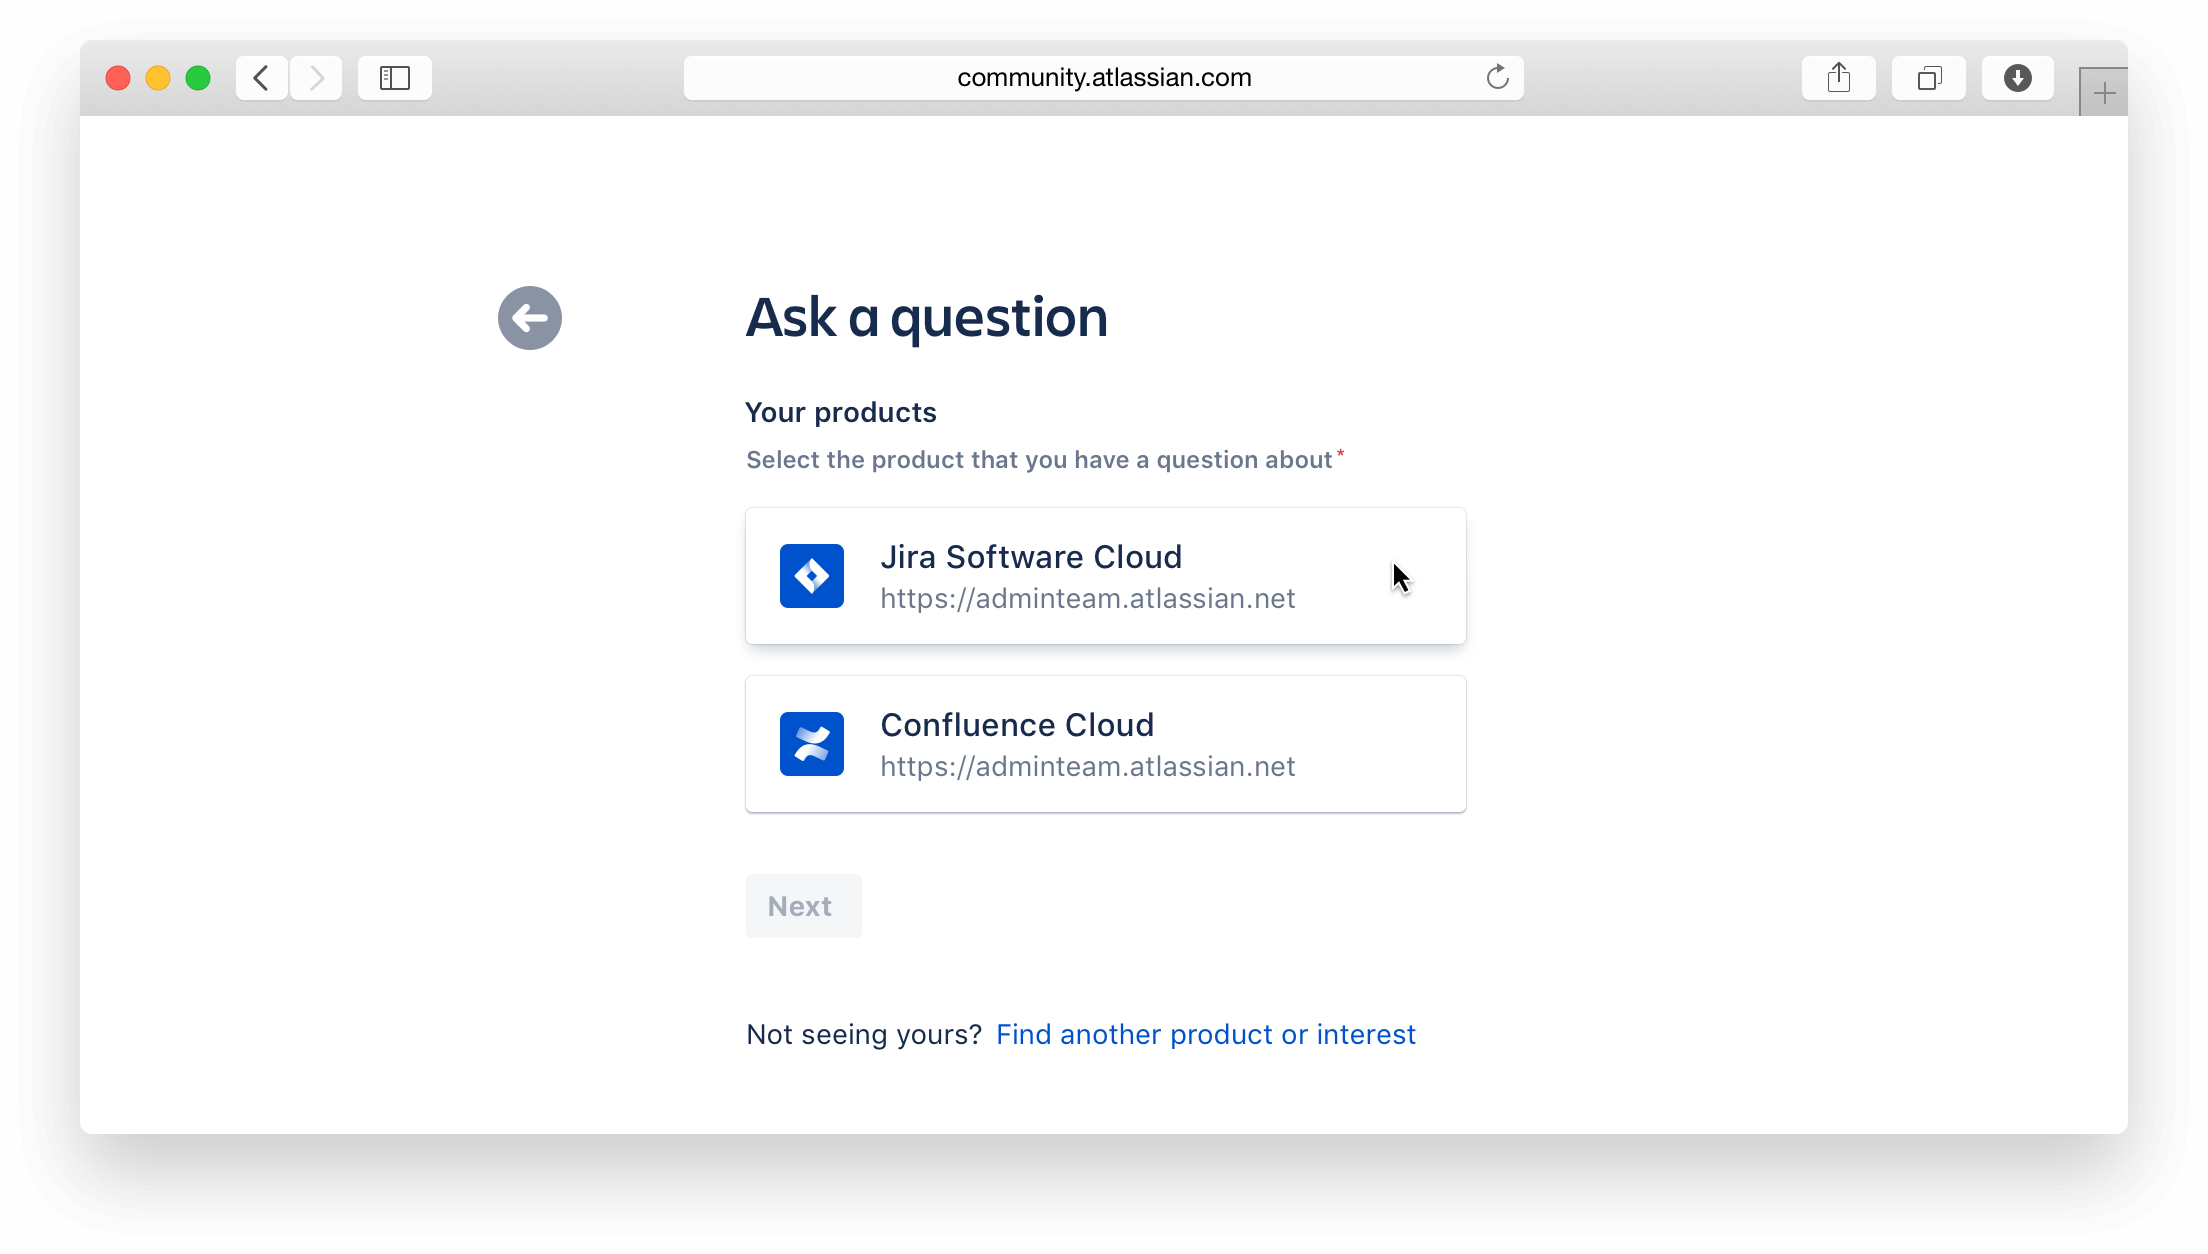 community.atlassian.com
Ask a question
Your products
Select the product that you have a question about*
Jira Software Cloud
https://adminteam.atlassian.net
Confluence Cloud
https://adminteam.atlassian.net
Next
Not seeing yours? Find another product or interest